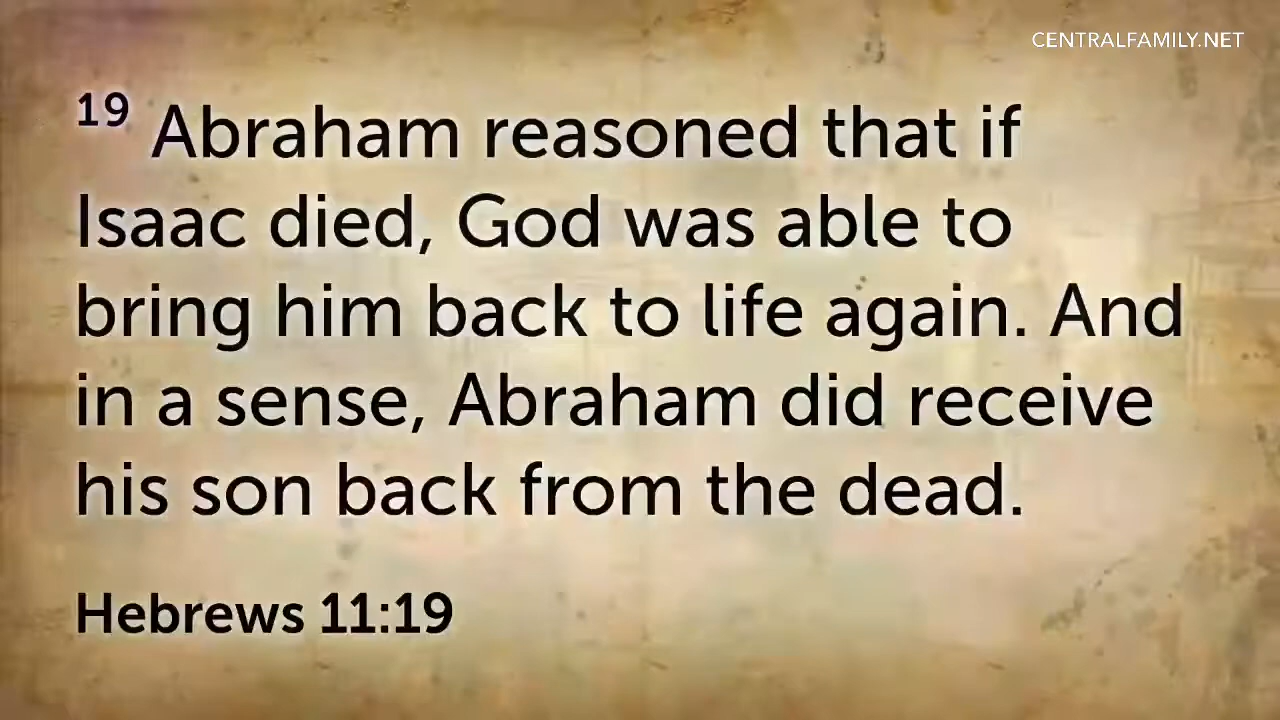 CENTRALFAMILY.NET
19 Abraham reasoned that if
Isaac died, God was able to
bring him back to life again. And
in a sense, Abraham did receive
his son back from the dead.
Hebrews 11:19